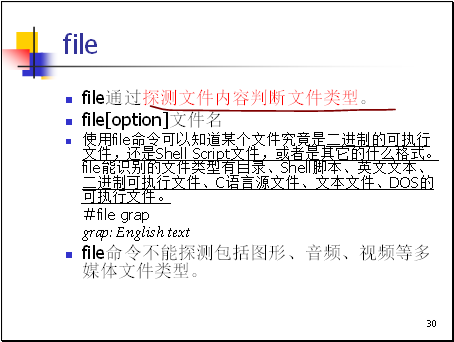 file
file通过探测文件内容判断文件类型。
file[option]文件名
使用file命令可以知道某个文件究竟是二进制的可执行
文件，还是Shell Script文件，或者是其它的什么格式。
file能识别的文件类型有目录、Shell脚本、英文文本、
二进制可执行文件、C语言源文件、文本文件、DOS的
可执行文件。
#file grap
grap: English text
file命令不能探测包括图形、音频、视频等多
媒体文件类型。
30